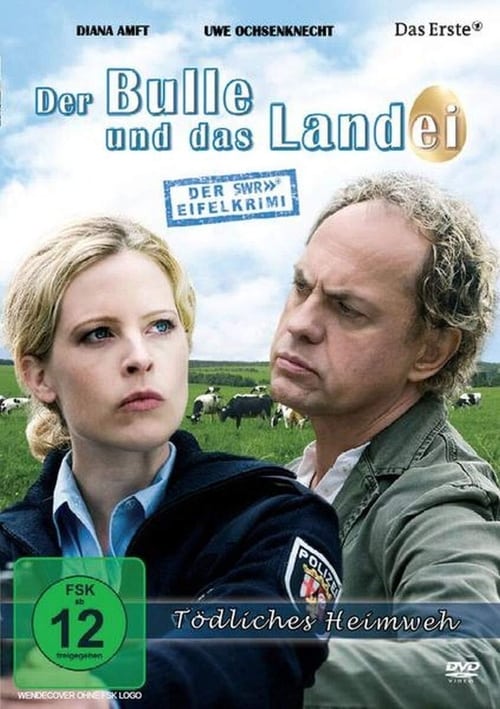 DIANA AMFT
UWE OCHSENKNECHT
Das Erste
Der Bulle
und das Landei
DER SWR»
EIFELKRIMI
POLIZEI
Tödliches Heimweh
FSK
ab
12
freigegeben
WENDECOVER OHNE FSK LOGO
DVD
VIDEO